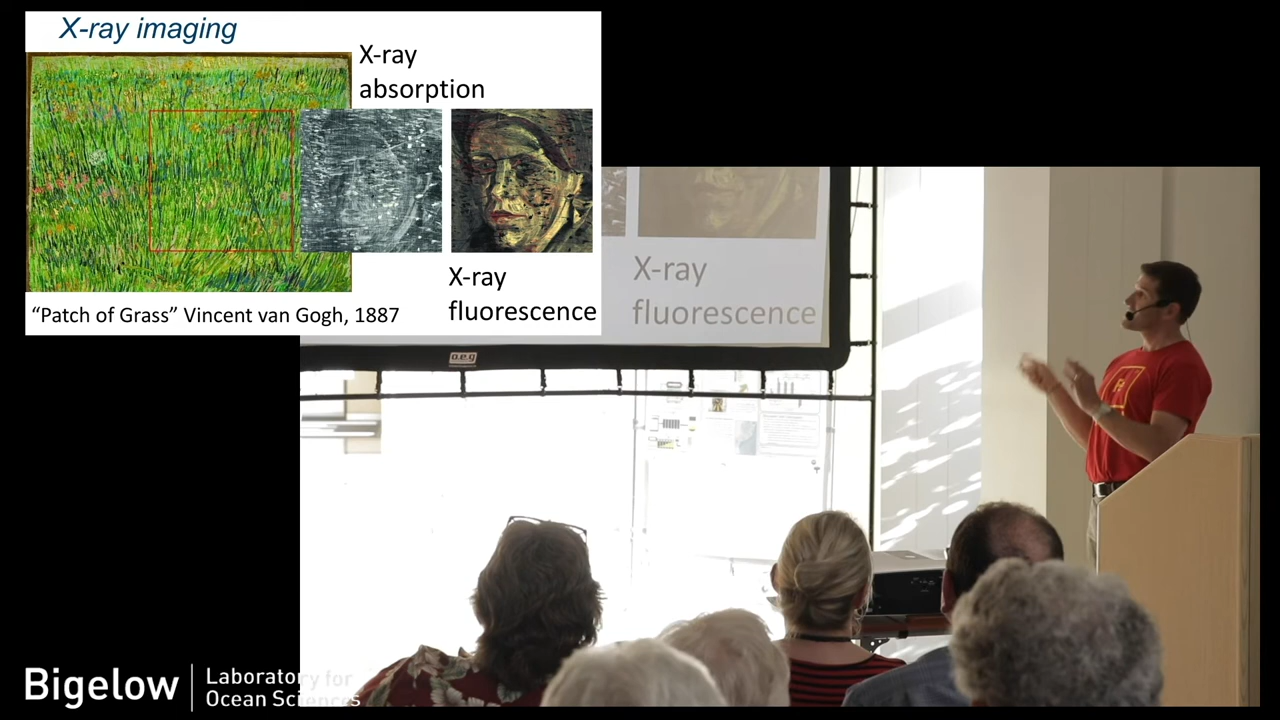 X-ray imaging
X-ray
absorption
X-ray
fluorescence
“Patch of Grass” Vincent van Gogh, 1887
X-ray
fluorescence
a.e.g
Bigelow
Laboratory for
Ocean Sciences